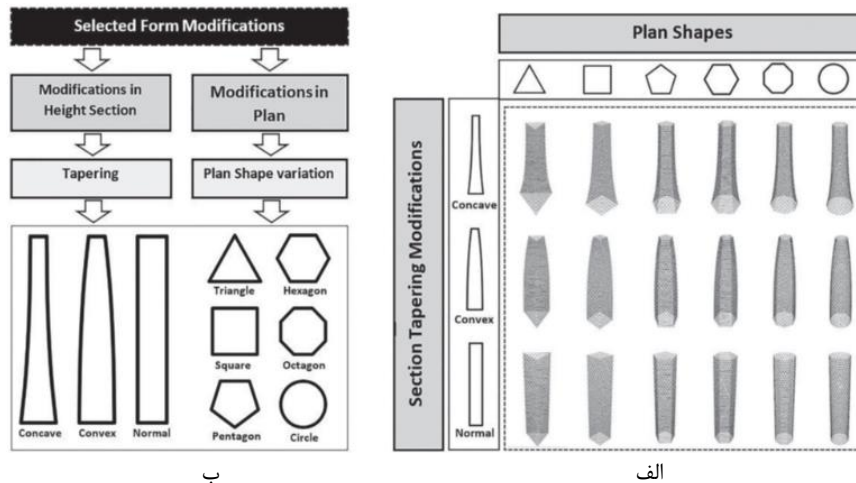 Selected Form Modifications
Modifications in
Height Section
Modifications in
Plan
Tapering
Plan Shape variation
Triangle
Hexagon
Square
Octagon
Concave
Convex
Normal
Pentagon
Circle
ب
Plan Shapes
Section Tapering Modifications
Concave
Convex
Normal
الف